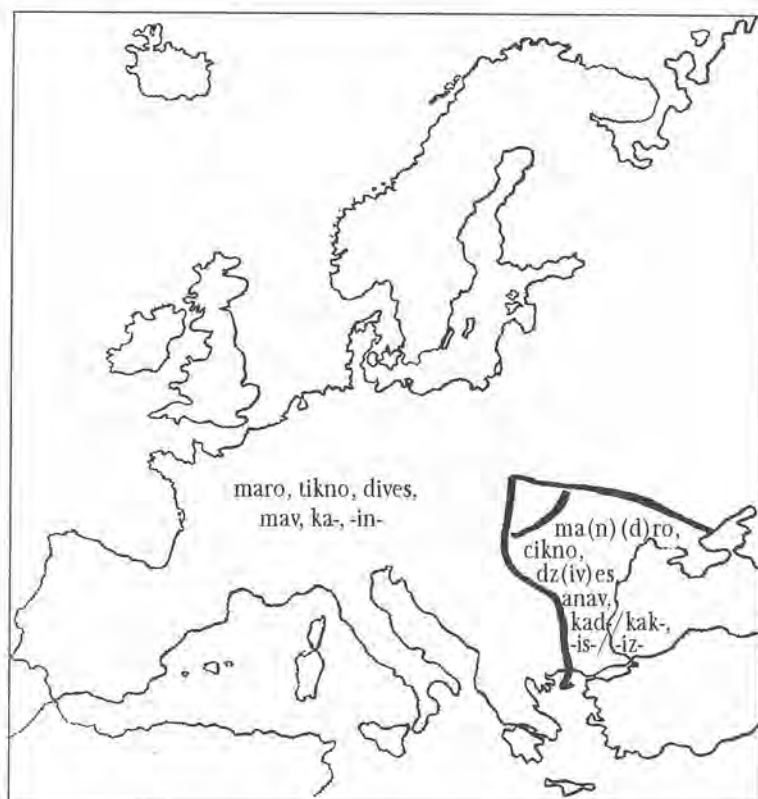 maro, tikno, dives,
mav, ka-, -in-
ma(n)(d)ro,
cikno,
dz(iv)es
anav,
kad-/kak-,
-is-/-iz-